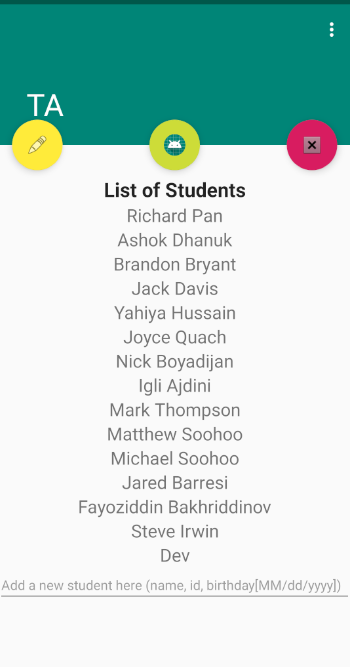 TA
List of Students
Richard Pan
Ashok Dhanuk
Brandon Bryant
Jack Davis
Yahiya Hussain
Joyce Quach
Nick Boyadijan
Igli Ajdini
Mark Thompson
Matthew Soohoo
Michael Soohoo
Jared Barresi
Fayoziddin Bakhriddinov
Steve Irwin
Dev
Add a new student here (name, id, birthday[MM/dd/yyyy])